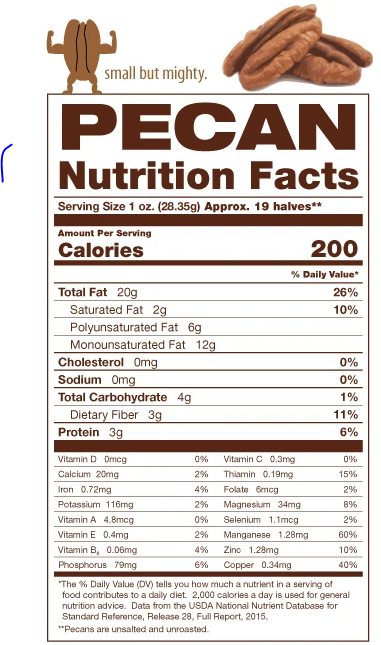 small but mighty.
PECAN
Nutrition Facts
Serving Size 1 oz. (28.35g) Approx. 19 halves**
Amount Per Serving
Calories 200
% Daily Value*
Total Fat 20g 26%
Saturated Fat 2g 10%
Polyunsaturated Fat 6g
Monounsaturated Fat 12g
Cholesterol 0mg 0%
Sodium 0mg 0%
Total Carbohydrate 4g 1%
Dietary Fiber 3g 11%
Protein 3g 6%
Vitamin D 0mcg 0% Vitamin C 0.3mg 0%
Calcium 20mg 2% Thiamin 0.19mg 15%
Iron 0.72mg 4% Folate 6mcg 2%
Potassium 116mg 2% Magnesium 34mg 8%
Vitamin A 4.8mcg 0% Selenium 1.1mcg 2%
Vitamin E 0.4mg 2% Manganese 1.28mg 60%
Vitamin B₆ 0.06mg 4% Zinc 1.28mg 10%
Phosphorus 79mg 6% Copper 0.34mg 40%
*The % Daily Value (DV) tells you how much a nutrient in a serving of
food contributes to a daily diet. 2,000 calories a day is used for general
nutrition advice. Data from the USDA National Nutrient Database for
Standard Reference, Release 28, Full Report, 2015.
**Pecans are unsalted and unroasted.